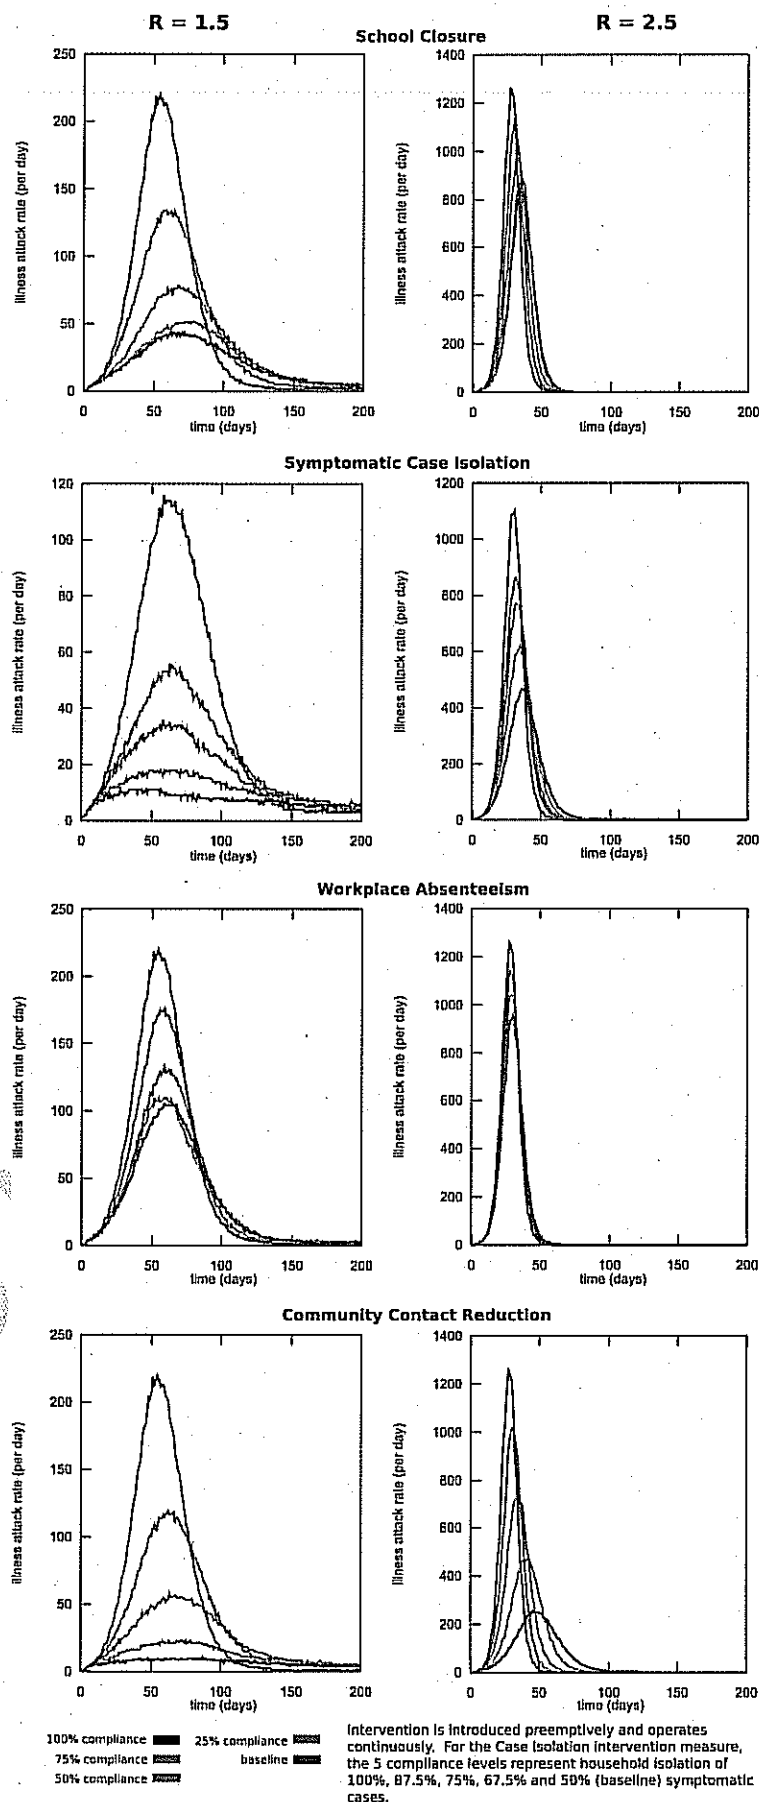 R = 1.5
R = 2.5
School Closure
illness attack rate (per day)
250
200
150
100
50
0
0 50 100 150 200
time (days)
illness attack rate (per day)
1400
1200
1000
800
600
400
200
0
0 50 100 150 200
time (days)
Symptomatic Case Isolation
illness attack rate (per day)
120
100
80
60
40
20
0
0 50 100 150 200
time (days)
illness attack rate (per day)
1200
1000
800
600
400
200
0
0 50 100 150 200
time (days)
Workplace Absenteeism
illness attack rate (per day)
250
200
150
100
50
0
0 50 100 150 200
time (days)
illness attack rate (per day)
1400
1200
1000
800
600
400
200
0
0 50 100 150 200
time (days)
Community Contact Reduction
illness attack rate (per day)
250
200
150
100
50
0
0 50 100 150 200
time (days)
illness attack rate (per day)
1400
1200
1000
800
600
400
200
0
0 50 100 150 200
time (days)
100% compliance
75% compliance
50% compliance
25% compliance
baseline
Intervention is introduced preemptively and operates
continuously. For the Case Isolation intervention measure,
the 5 compliance levels represent household isolation of
100%, 87.5%, 75%, 67.5% and 50% (baseline) symptomatic
cases.